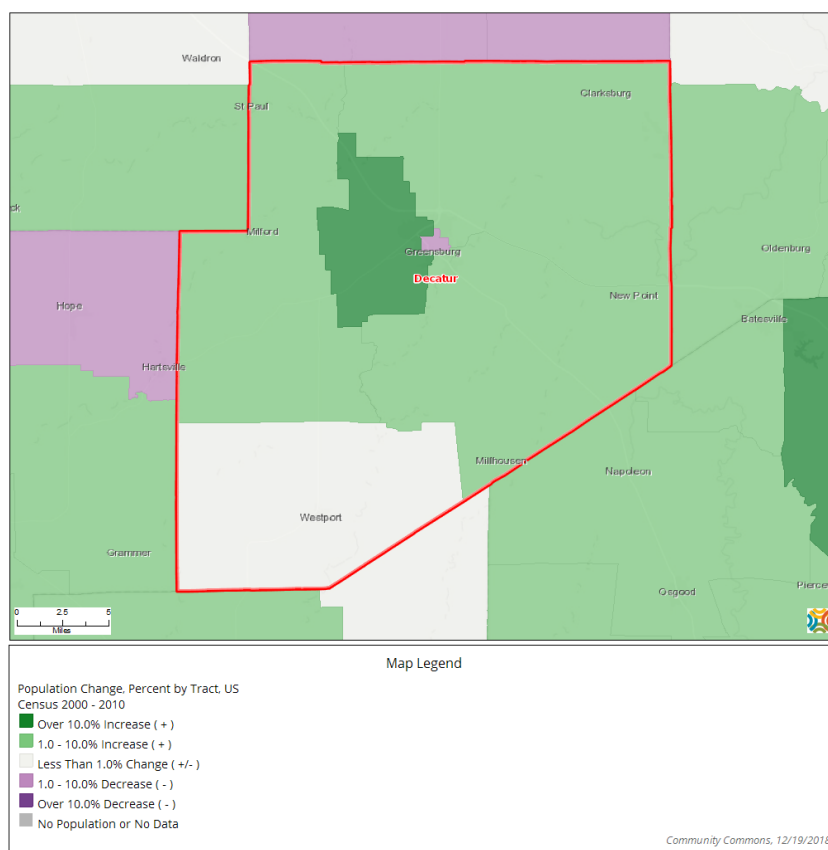 Waldron
St Paul
Clarksburg
ck
Milford
Greensburg
Oldenburg
Decatur
New Point
Hope
Batesville
Hartsville
Millhousen
Napoleon
Westport
Grammer
Osgood
Pierce
0 2.5 5
Miles
Map Legend
Population Change, Percent by Tract, US
Census 2000 - 2010
Over 10.0% Increase ( + )
1.0 - 10.0% Increase ( + )
Less Than 1.0% Change ( +/- )
1.0 - 10.0% Decrease ( - )
Over 10.0% Decrease ( - )
No Population or No Data
Community Commons, 12/19/2018